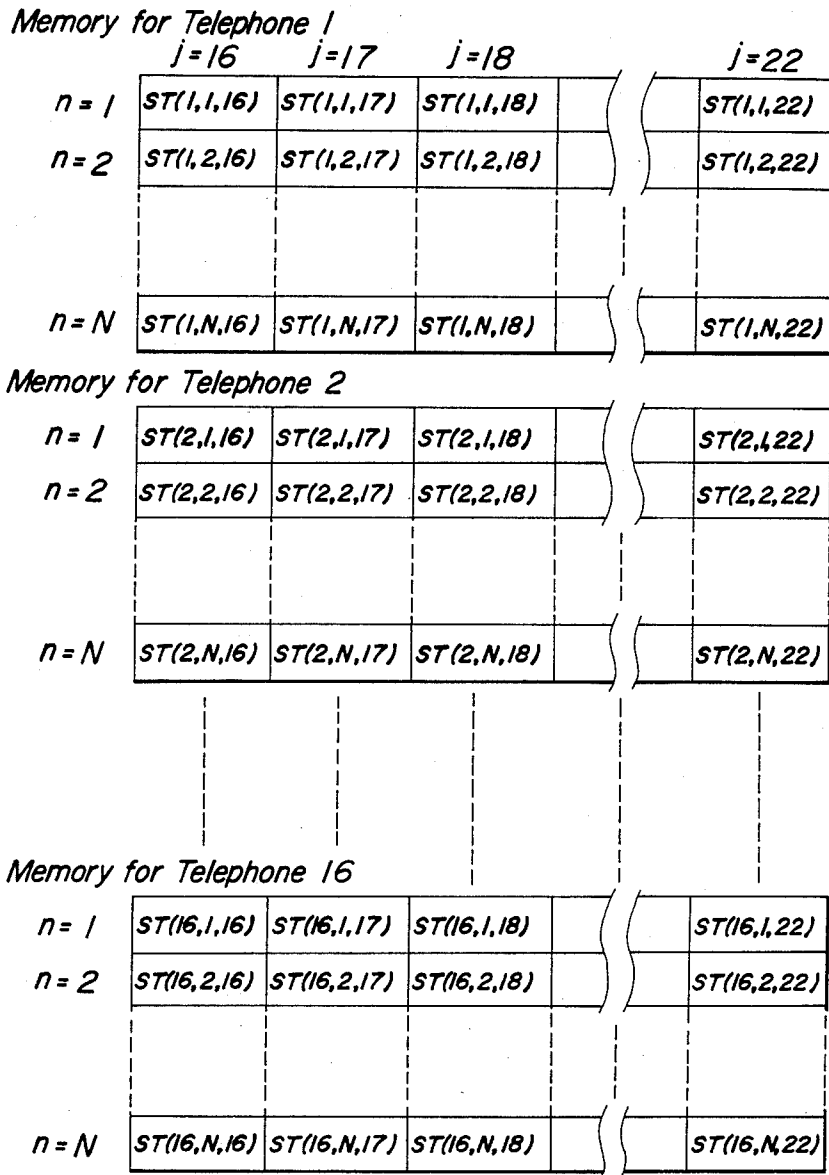 Memory for Telephone 1
j=16 j=17 j=18 j=22
n=1 ST(1,1,16) ST(1,1,17) ST(1,1,18) ST(1,1,22)
n=2 ST(1,2,16) ST(1,2,17) ST(1,2,18) ST(1,2,22)
n=N ST(1,N,16) ST(1,N,17) ST(1,N,18) ST(1,N,22)
Memory for Telephone 2
n=1 ST(2,1,16) ST(2,1,17) ST(2,1,18) ST(2,1,22)
n=2 ST(2,2,16) ST(2,2,17) ST(2,2,18) ST(2,2,22)
n=N ST(2,N,16) ST(2,N,17) ST(2,N,18) ST(2,N,22)
Memory for Telephone 16
n=1 ST(16,1,16) ST(16,1,17) ST(16,1,18) ST(16,1,22)
n=2 ST(16,2,16) ST(16,2,17) ST(16,2,18) ST(16,2,22)
n=N ST(16,N,16) ST(16,N,17) ST(16,N,18) ST(16,N,22)